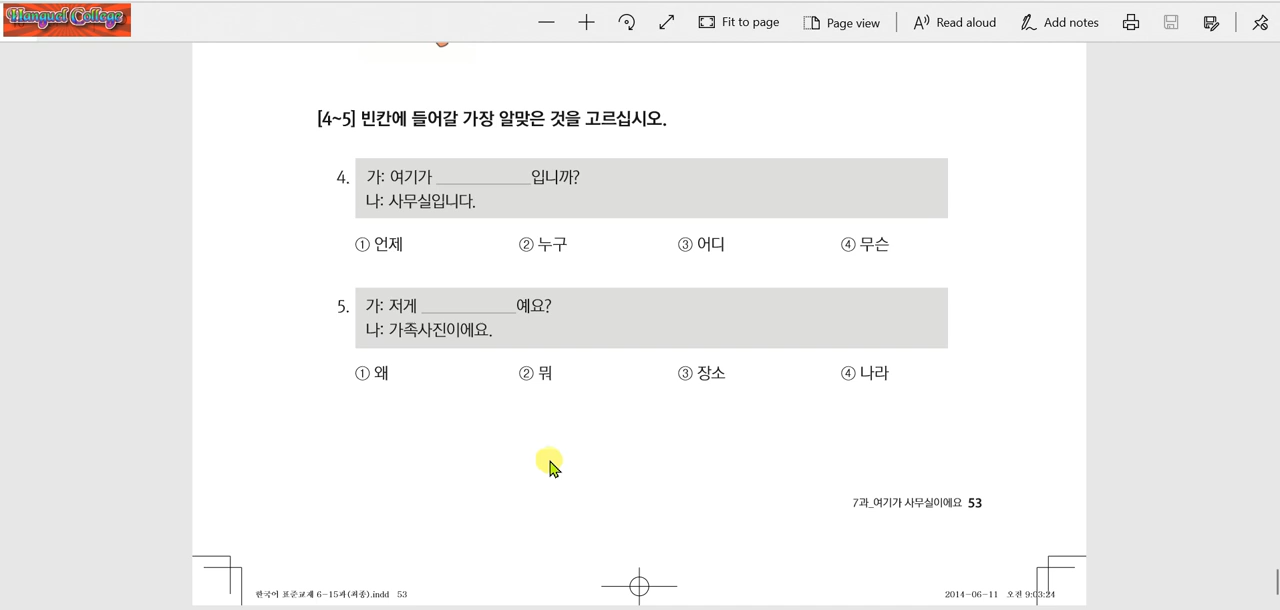 Hanguel College
Fit to page
Page view
Read aloud
Add notes
[4~5] 빈칸에 들어갈 가장 알맞은 것을 고르십시오.
4. 가: 여기가 ____________입니까?
나: 사무실입니다.
① 언제 ② 누구 ③ 어디 ④ 무슨
5. 가: 저게 ____________예요?
나: 가족사진이에요.
① 왜 ② 뭐 ③ 장소 ④ 나라
7과_여기가 사무실이에요 53
한국어 표준교재 6-15과(최종).indd 53
2014-06-11 오전 9:03:24